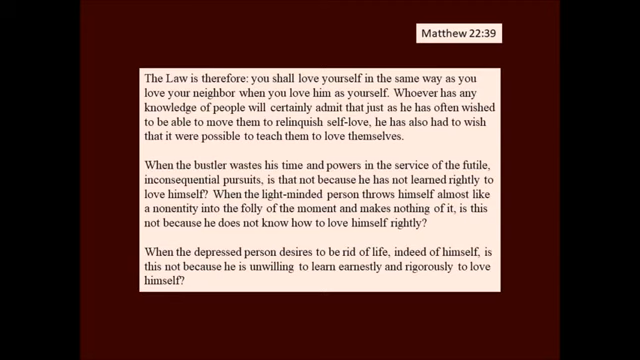 Matthew 22:39
The Law is therefore: you shall love yourself in the same way as you
love your neighbor when you love him as yourself. Whoever has any
knowledge of people will certainly admit that just as he has often wished
to be able to move them to relinquish self-love, he has also had to wish
that it were possible to teach them to love themselves.
When the bustler wastes his time and powers in the service of the futile,
inconsequential pursuits, is that not because he has not learned rightly to
love himself? When the light-minded person throws himself almost like
a nonentity into the folly of the moment and makes nothing of it, is this
not because he does not know how to love himself rightly?
When the depressed person desires to be rid of life, indeed of himself, is
this not because he is unwilling to learn earnestly and rigorously to love
himself?